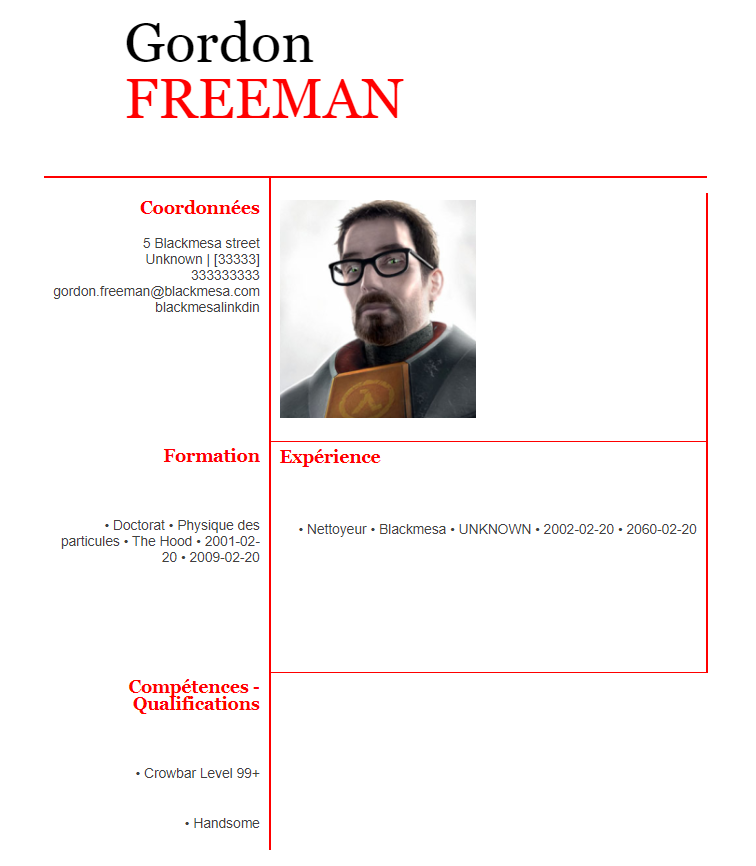 Gordon
FREEMAN
Coordonnées
5 Blackmesa street
Unknown | [33333]
333333333
gordon.freeman@blackmesa.com
blackmesalinkdin
Formation
• Doctorat • Physique des
particules • The Hood • 2001-02-
20 • 2009-02-20
Expérience
• Nettoyeur • Blackmesa • UNKNOWN • 2002-02-20 • 2060-02-20
Compétences -
Qualifications
• Crowbar Level 99+
• Handsome